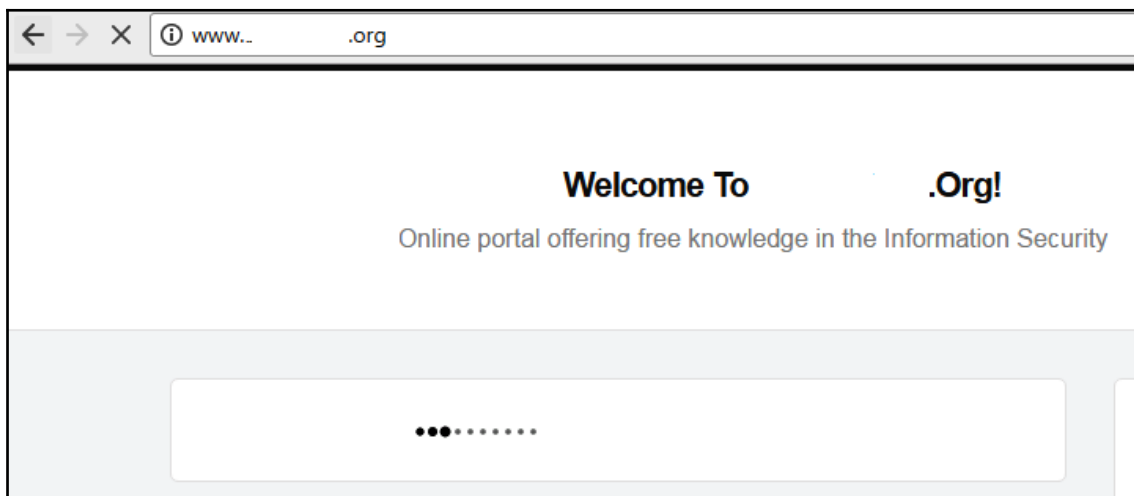 www. .org
Welcome To .Org!
Online portal offering free knowledge in the Information Security